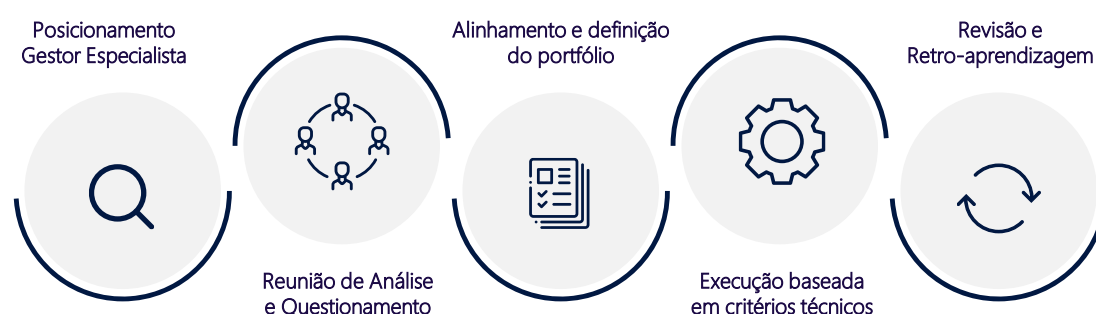 Posicionamento
Gestor Especialista
Reunião de Análise
e Questionamento
Alinhamento e definição
do portfólio
Execução baseada
em critérios técnicos
Revisão e
Retro-aprendizagem